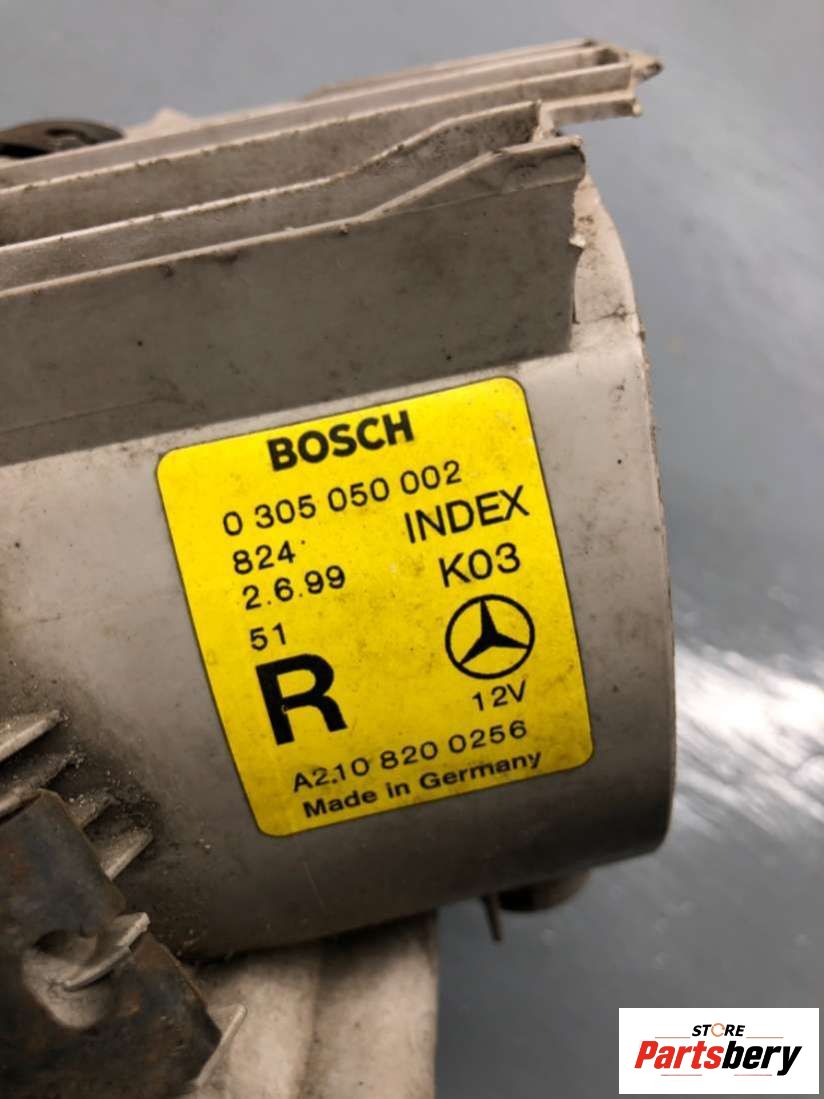 BOSCH
0 305 050 002
824 INDEX
2.6.99 K03
51
R
12V
A210 820 0256
Made in Germany
STORE
Partsbery